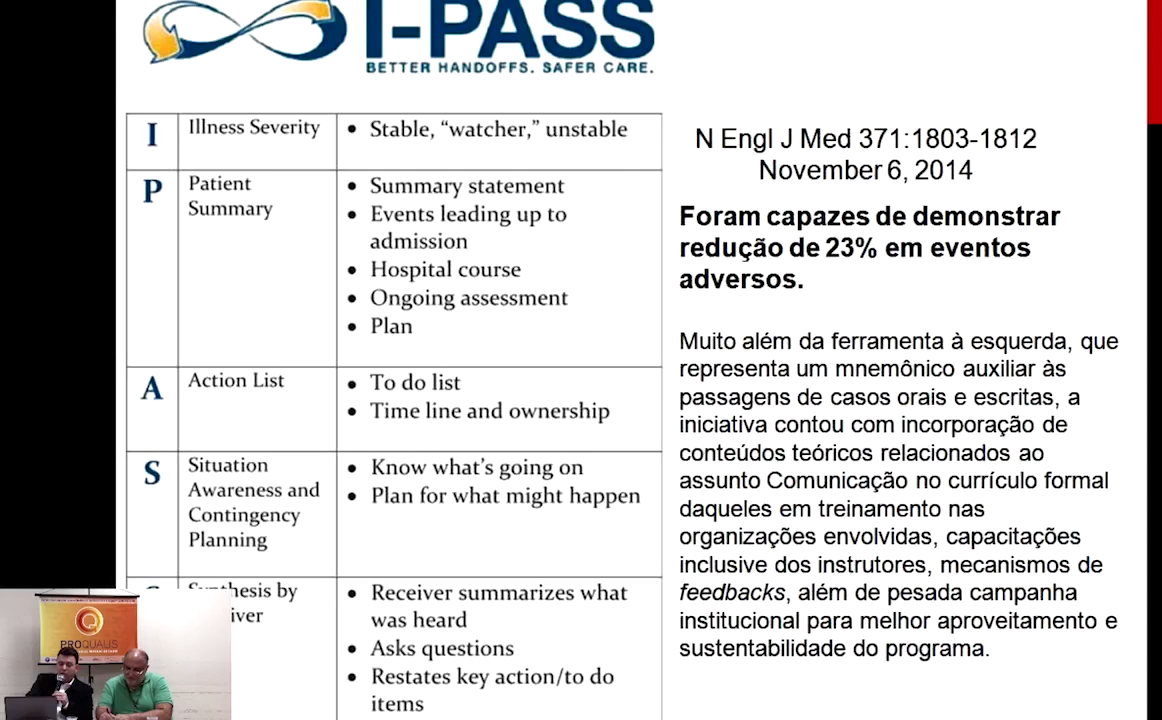 I-PASS
BETTER HANDOFFS. SAFER CARE.
I
Illness Severity
• Stable, “watcher,” unstable
P
Patient
Summary
• Summary statement
• Events leading up to
admission
• Hospital course
• Ongoing assessment
• Plan
A
Action List
• To do list
• Time line and ownership
S
Situation
Awareness and
Contingency
Planning
• Know what’s going on
• Plan for what might happen
by
• Receiver summarizes what
was heard
• Asks questions
• Restates key action/to do
items
N Engl J Med 371:1803-1812
November 6, 2014
Foram capazes de demonstrar
redução de 23% em eventos
adversos.
Muito além da ferramenta à esquerda, que
representa um mnemônico auxiliar às
passagens de casos orais e escritas, a
iniciativa contou com incorporação de
conteúdos teóricos relacionados ao
assunto Comunicação no currículo formal
daqueles em treinamento nas
organizações envolvidas, capacitações
inclusive dos instrutores, mecanismos de
feedbacks, além de pesada campanha
institucional para melhor aproveitamento e
sustentabilidade do programa.
PROQUALIS